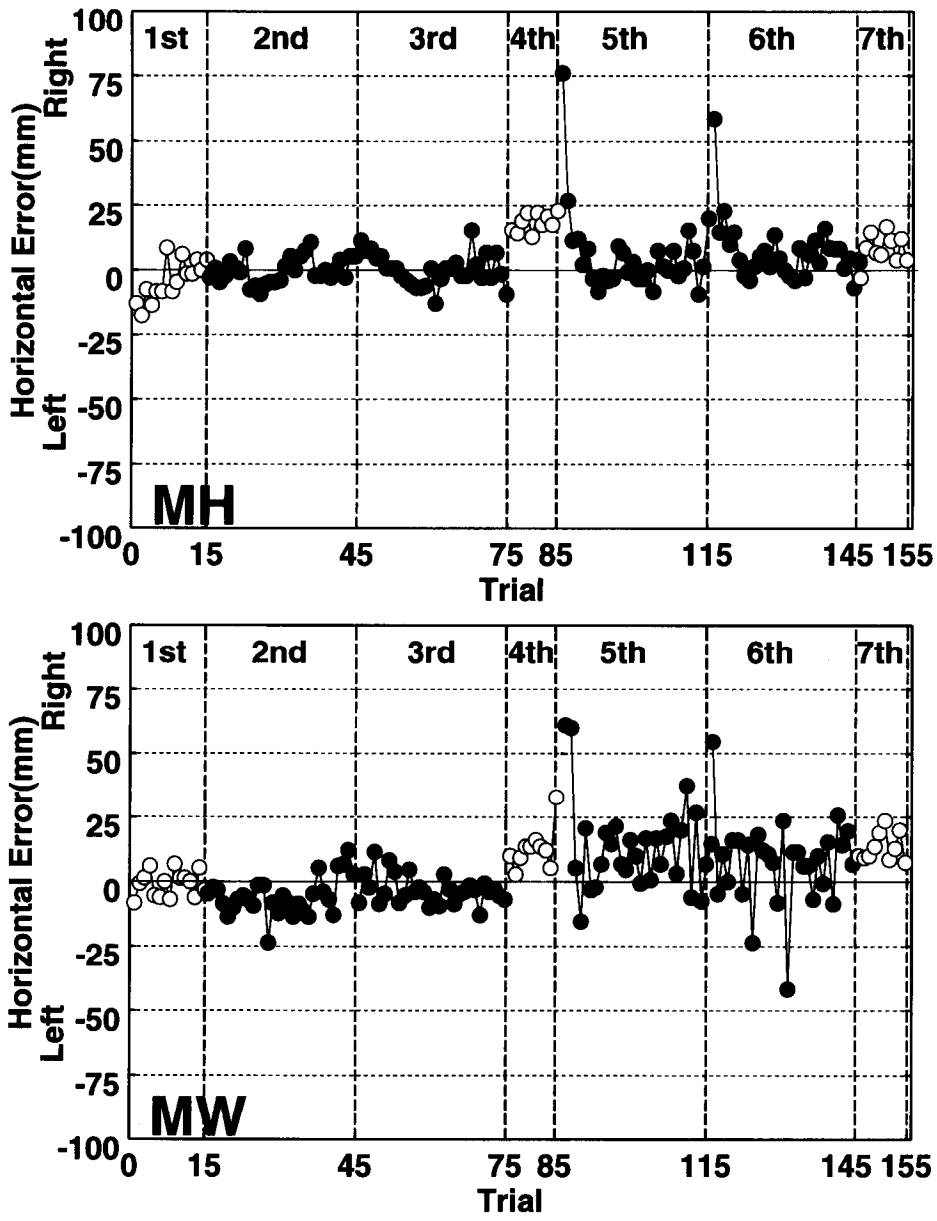 100
1st 2nd 3rd 4th 5th 6th 7th
75
50
25
0
-25
-50
-75
-100
Horizontal Error(mm)
Left Right
MH
0 15 45 75 85 115 145 155
Trial
100
1st 2nd 3rd 4th 5th 6th 7th
75
50
25
0
-25
-50
-75
-100
Horizontal Error(mm)
Left Right
MW
0 15 45 75 85 115 145 155
Trial